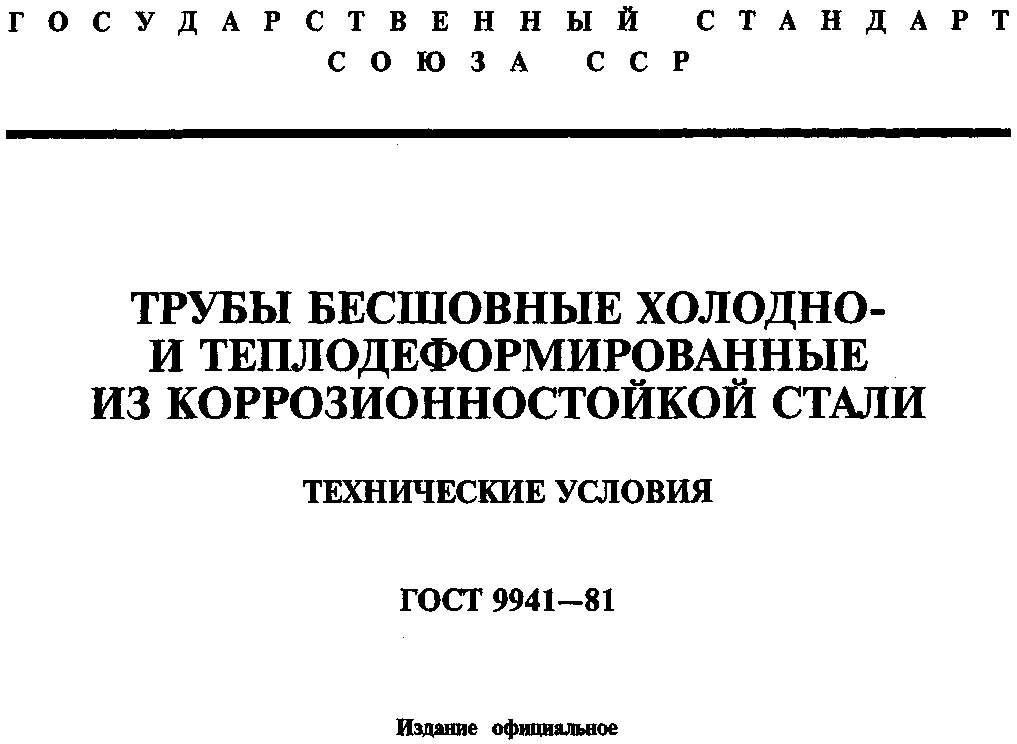 ГОСУДАРСТВЕННЫЙ СТАНДАРТ
СОЮЗА ССР
ТРУБЫ БЕСШОВНЫЕ ХОЛОДНО-
И ТЕПЛОДЕФОРМИРОВАННЫЕ
ИЗ КОРРОЗИОННОСТОЙКОЙ СТАЛИ
ТЕХНИЧЕСКИЕ УСЛОВИЯ
ГОСТ 9941—81
Издание официальное